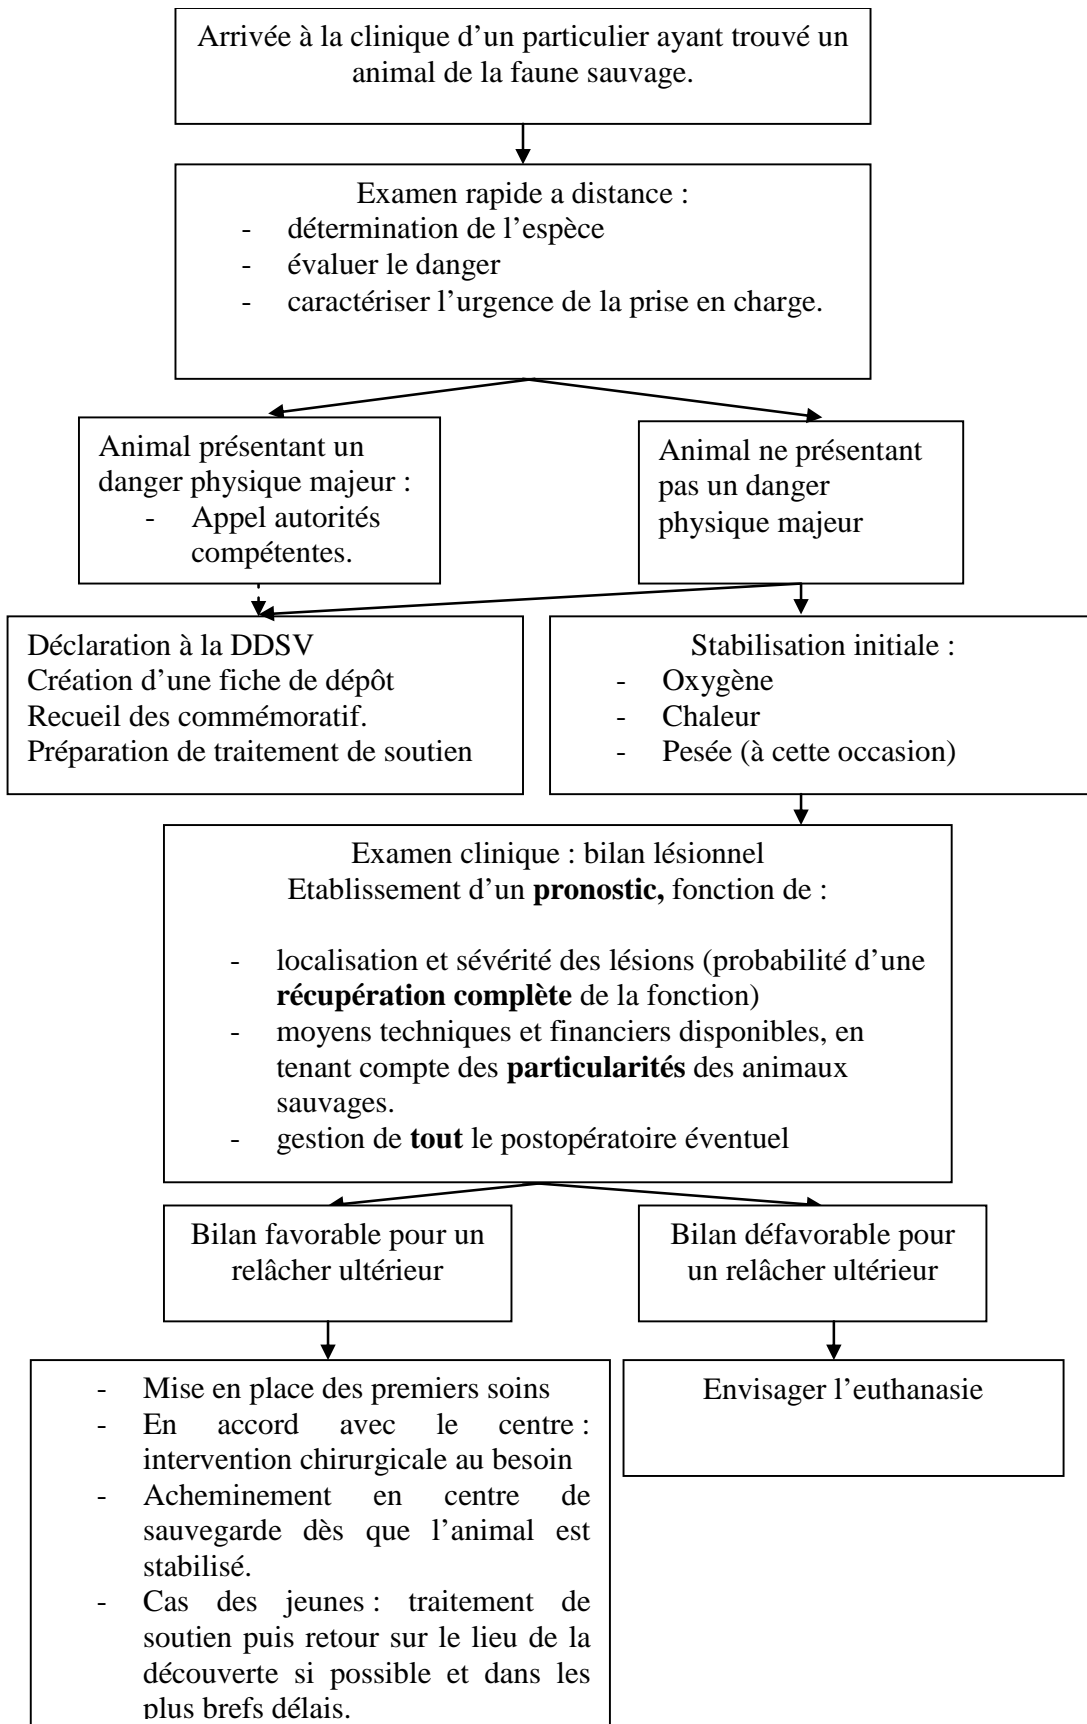 Arrivée à la clinique d’un particulier ayant trouvé un
animal de la faune sauvage.
Examen rapide a distance :
- détermination de l’espèce
- évaluer le danger
- caractériser l’urgence de la prise en charge.
Animal présentant un
danger physique majeur :
- Appel autorités
compétentes.
Animal ne présentant
pas un danger
physique majeur
Déclaration à la DDSV
Création d’une fiche de dépôt
Recueil des commémoratif.
Préparation de traitement de soutien
Stabilisation initiale :
- Oxygène
- Chaleur
- Pesée (à cette occasion)
Examen clinique : bilan lésionnel
Etablissement d’un pronostic, fonction de :
- localisation et sévérité des lésions (probabilité d’une
récupération complète de la fonction)
- moyens techniques et financiers disponibles, en
tenant compte des particularités des animaux
sauvages.
- gestion de tout le postopératoire éventuel
Bilan favorable pour un
relâcher ultérieur
Bilan défavorable pour
un relâcher ultérieur
- Mise en place des premiers soins
- En accord avec le centre :
intervention chirurgicale au besoin
- Acheminement en centre de
sauvegarde dès que l’animal est
stabilisé.
- Cas des jeunes : traitement de
soutien puis retour sur le lieu de la
découverte si possible et dans les
plus brefs délais.
Envisager l’euthanasie